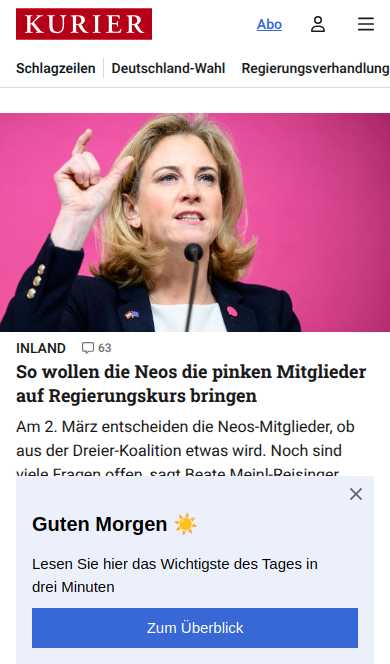 KURIER
Abo
Schlagzeilen
Deutschland-Wahl
Regierungsverhandlung
INLAND
63
So wollen die Neos die pinken Mitglieder
auf Regierungskurs bringen
Am 2. März entscheiden die Neos-Mitglieder, ob
aus der Dreier-Koalition etwas wird. Noch sind
viele Fragen offen, sagt Beate Meinl-Reisinger.
Guten Morgen ☀️
Lesen Sie hier das Wichtigste des Tages in
drei Minuten
Zum Überblick